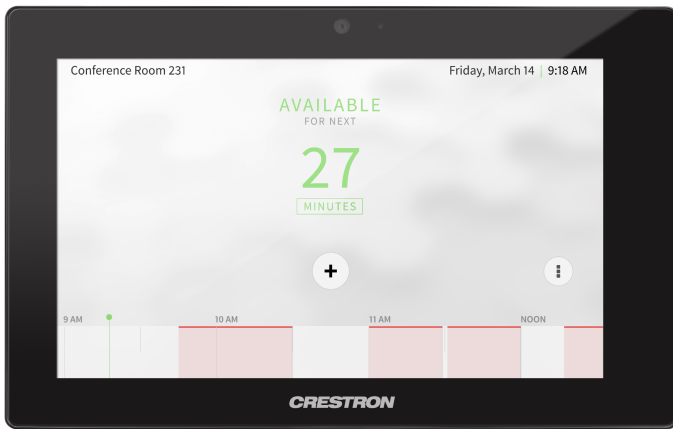 Conference Room 231
Friday, March 14 | 9:18 AM
AVAILABLE
FOR NEXT
27
MINUTES
9 AM
10 AM
11 AM
NOON
CRESTRON